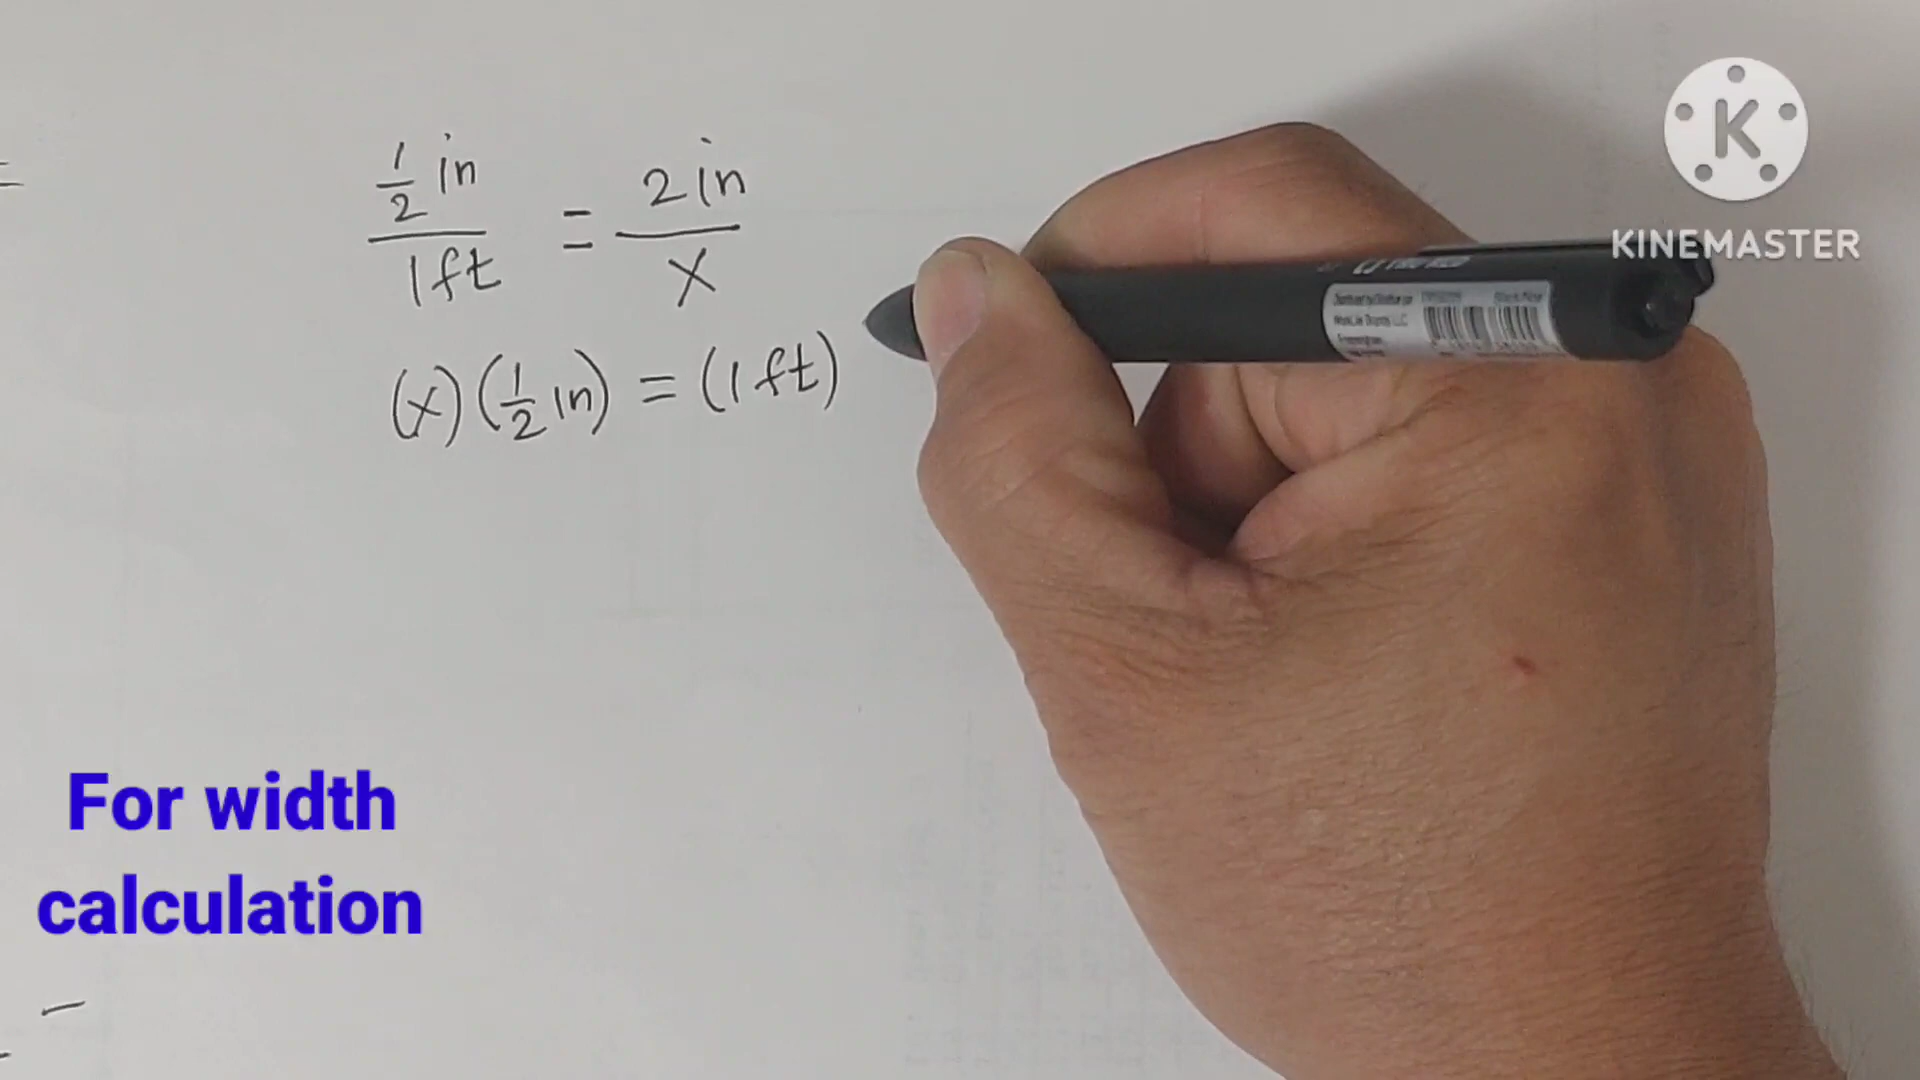 K
KINEMASTER
1/2 in = 2 in
1ft X
(x) (1/2 in) = (1 ft)
For width
calculation